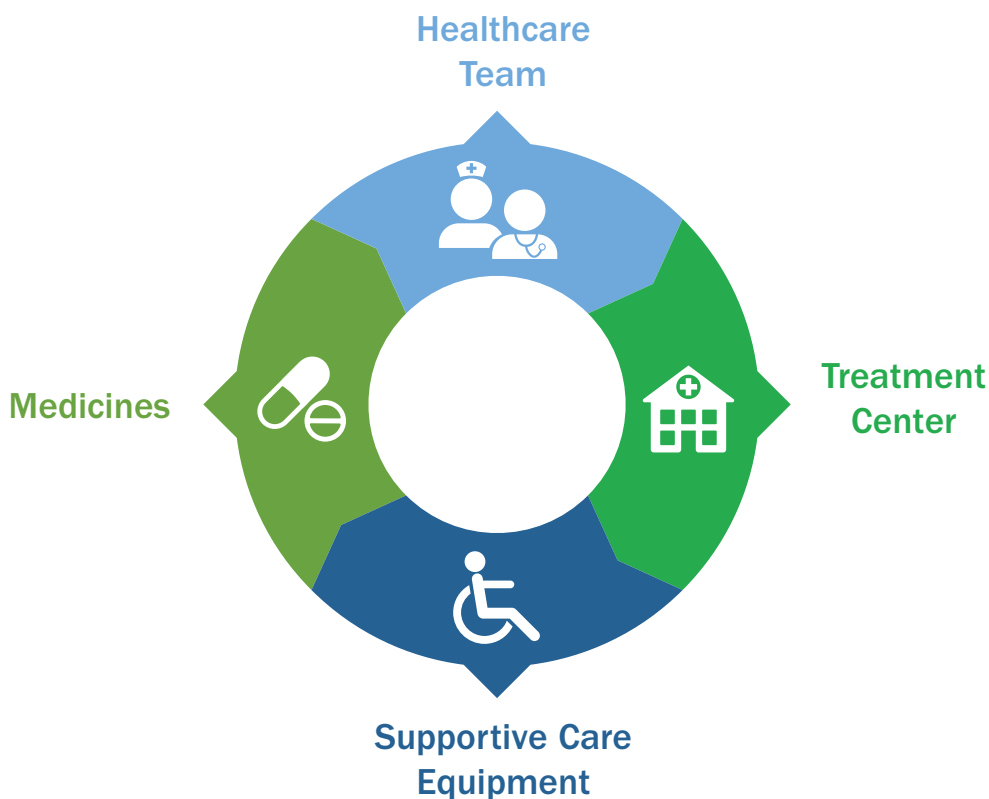 Healthcare
Team
Treatment
Center
Medicines
Supportive Care
Equipment